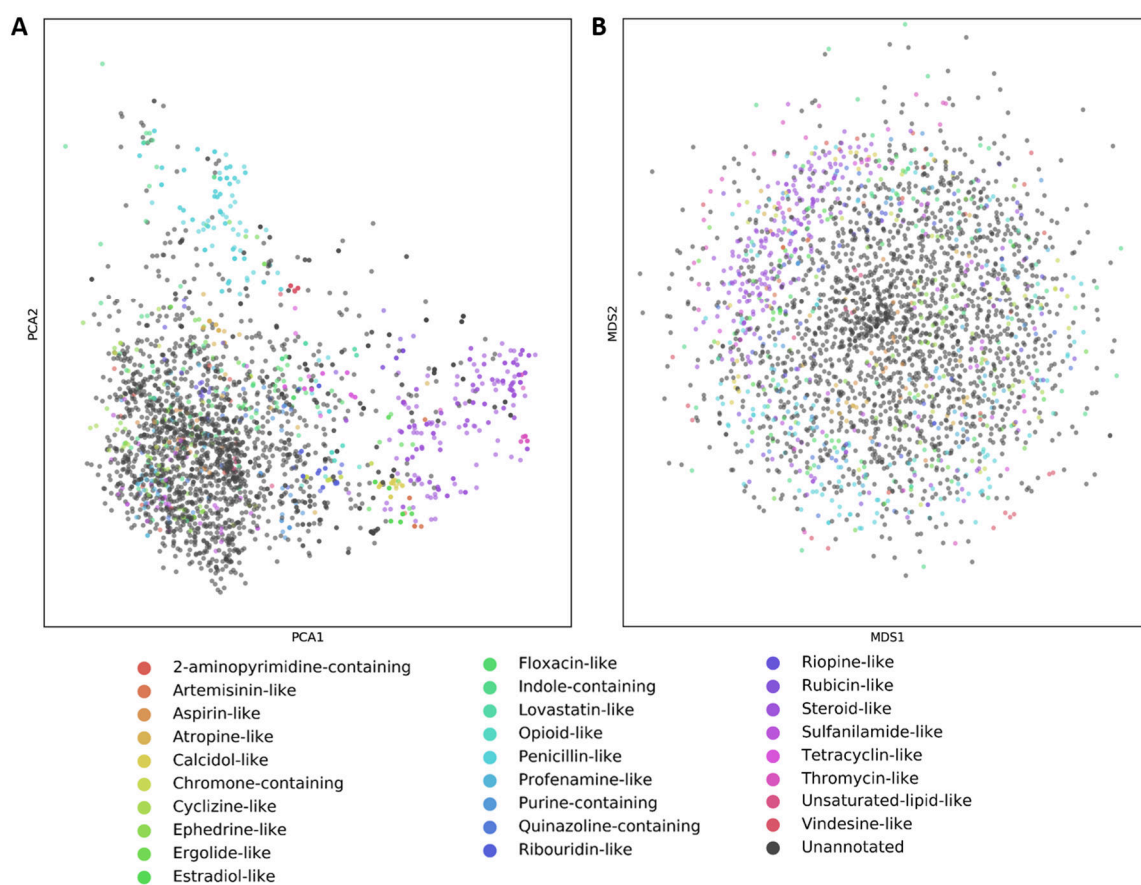 A
B
PCA2
MDS2
PCA1
MDS1
2-aminopyrimidine-containing
Artemisinin-like
Aspirin-like
Atropine-like
Calcidol-like
Chromone-containing
Cyclizine-like
Ephedrine-like
Ergolide-like
Estradiol-like
Floxacin-like
Indole-containing
Lovastatin-like
Opioid-like
Penicillin-like
Profenamine-like
Purine-containing
Quinazoline-containing
Ribouridin-like
Riopine-like
Rubicin-like
Steroid-like
Sulfanilamide-like
Tetracyclin-like
Thromycin-like
Unsaturated-lipid-like
Vindesine-like
Unannotated